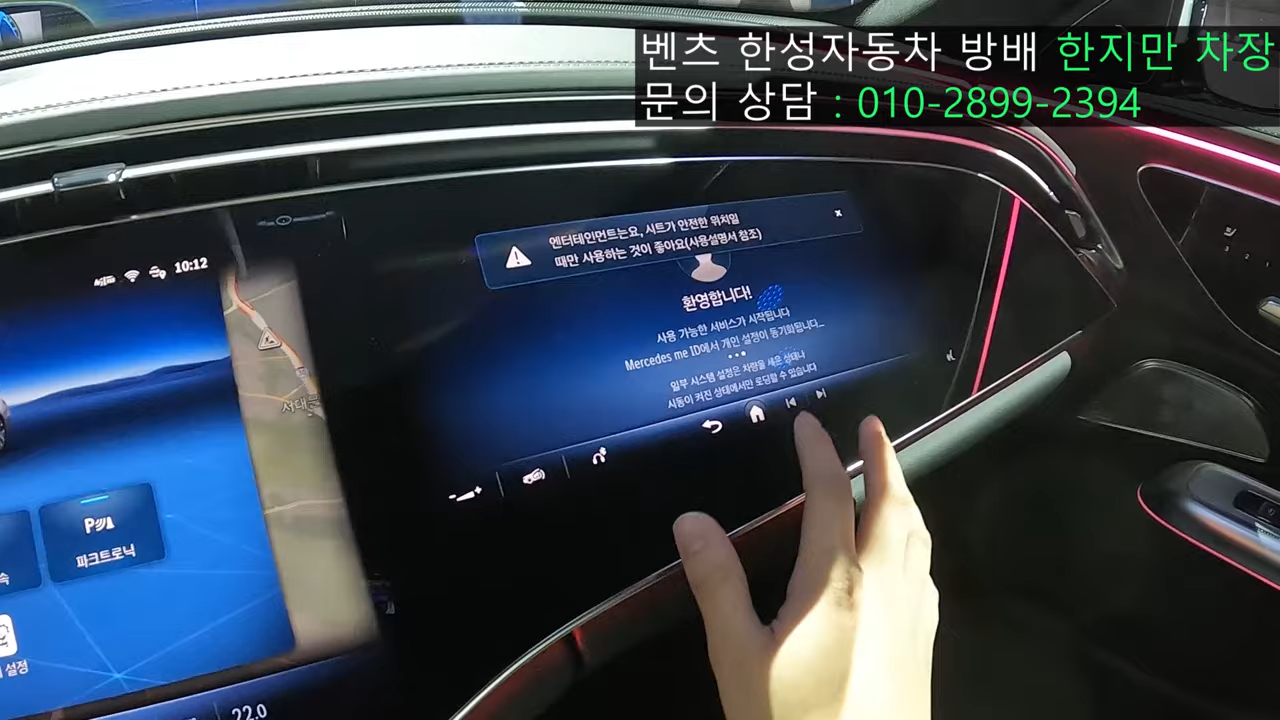 벤츠 한성자동차 방배 한지만 차장
문의 상담 : 010-2899-2394
10:12
엔터테인먼트는요, 시트가 안전한 위치일
때만 사용하는 것이 좋아요(사용설명서 참조)
환영합니다!
사용 가능한 서비스가 시작됩니다
Mercedes me ID에서 개인 설정이 동기화됩니다...
일부 시스템 설정은 차량을 세운 상태나
시동이 켜진 상태에서만 로딩할 수 있습니다
서대문
파크트로닉
속
설정
22.0